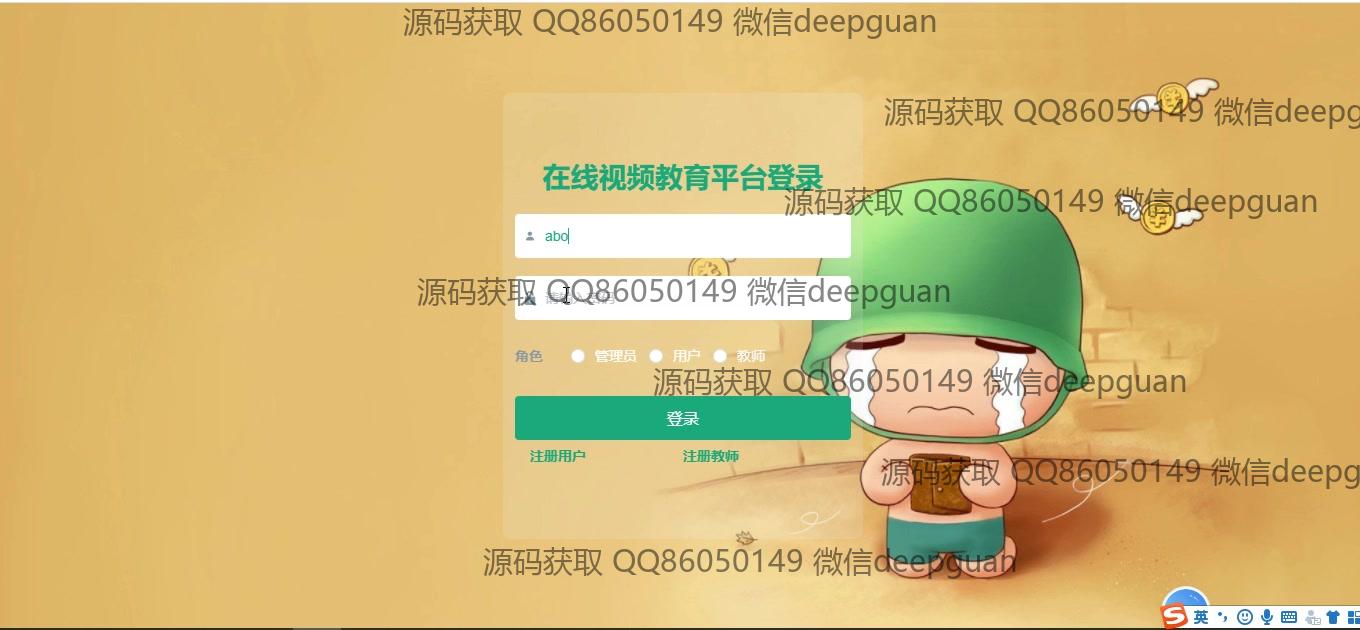 源码获取 QQ86050149 微信deepguan
源码获取 QQ86050149 微信deepg
在线视频教育平台登录
源码获取 QQ86050149 微信deepguan
abo
源码获取 QQ86050149 微信deepguan
请输入密码
角色 管理员 用户 教师
源码获取 QQ86050149 微信deepguan
登录
注册用户 注册教师
源码获取 QQ86050149 微信deepg
源码获取 QQ86050149 微信deepguan
英